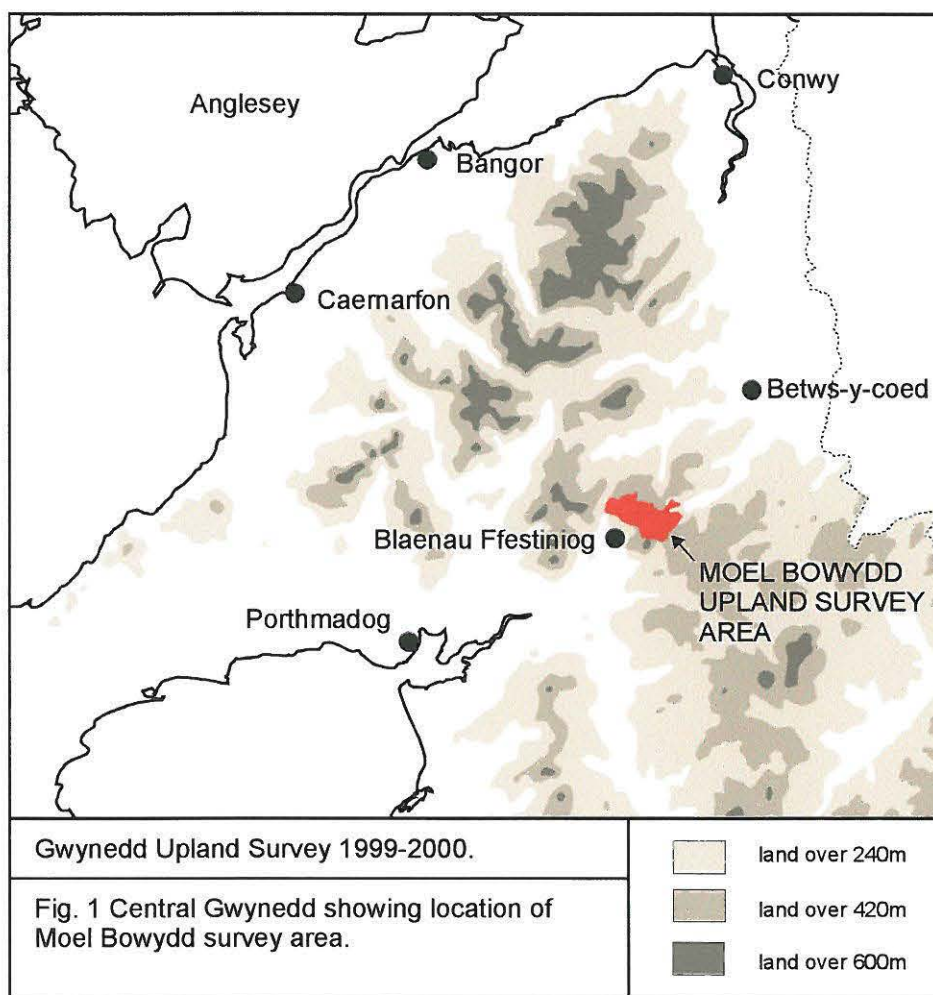 Conwy
Anglesey
Bangor
Caernarfon
Betws-y-coed
Blaenau Ffestiniog
MOEL BOWYDD
UPLAND SURVEY
AREA
Porthmadog
Gwynedd Upland Survey 1999-2000.
Fig. 1 Central Gwynedd showing location of
Moel Bowydd survey area.
land over 240m
land over 420m
land over 600m